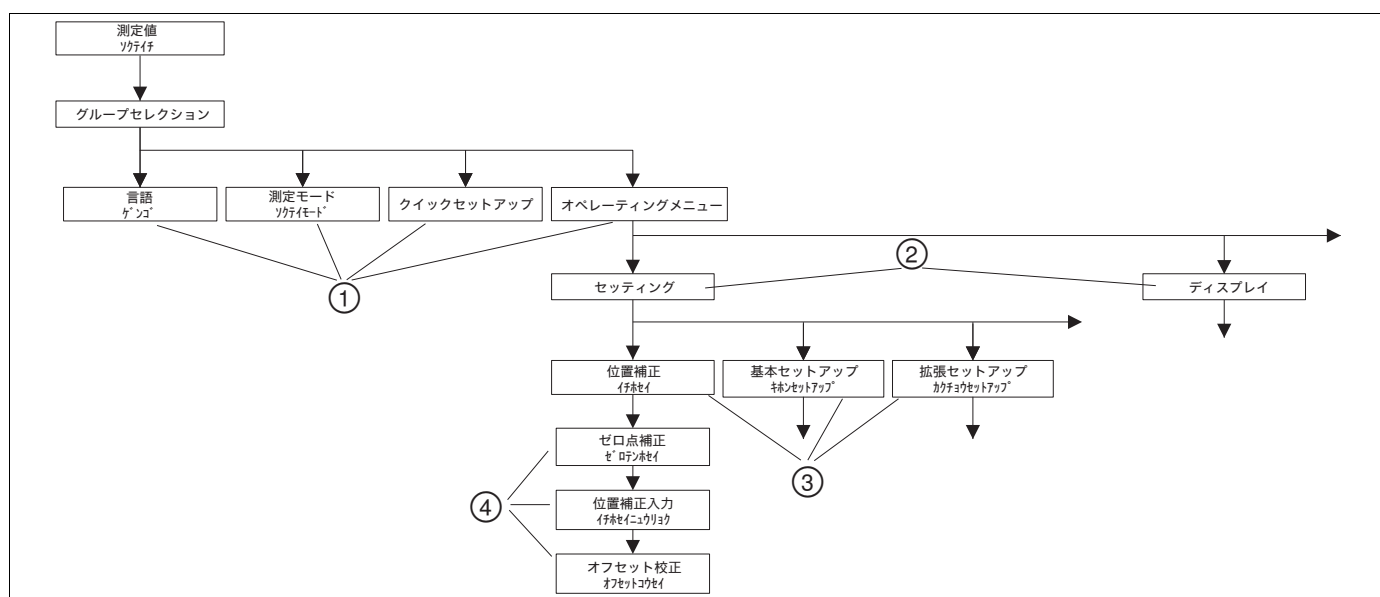 測定値
ｿｸﾃｲﾁ
グループセレクション
言語
ｹﾞﾝｺﾞ
測定モード
ｿｸﾃｲﾓｰﾄﾞ
クイックセットアップ
オペレーティングメニュー
①
②
セッティング
ディスプレイ
位置補正
ｲﾁﾎｾｲ
基本セットアップ
ｷﾎﾝｾｯﾄｱｯﾌﾟ
拡張セットアップ
ｶｸﾁｮｳｾｯﾄｱｯﾌﾟ
③
ゼロ点補正
ｾﾞﾛﾃﾝﾎｾｲ
④
位置補正入力
ｲﾁﾎｾｲﾆｭｳﾘｮｸ
オフセット校正
ｵﾌｾｯﾄｺｳｾｲ